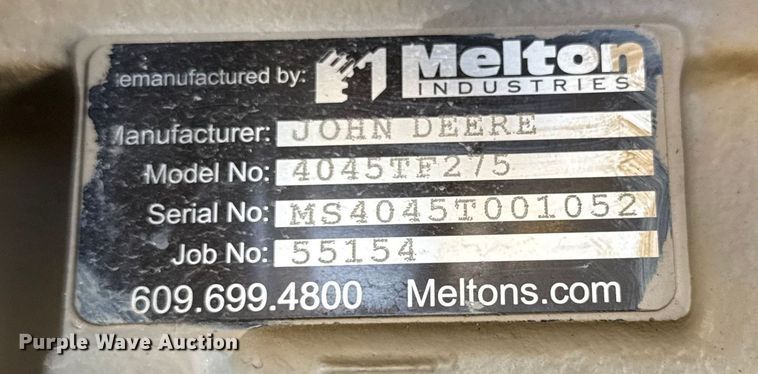 emanufactured by: Melton
INDUSTRIES
Manufacturer: JOHN DEERE
Model No: 4045TF275
Serial No: MS4045T001052
Job No: 55154
609.699.4800 Meltons.com
Purple Wave Auction